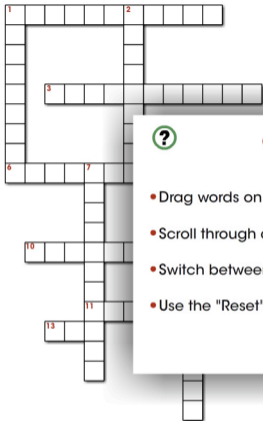 1 2
3
?
6 7
• Drag words on
• Scroll through
• Switch betwee
10
• Use the "Reset"
11
13